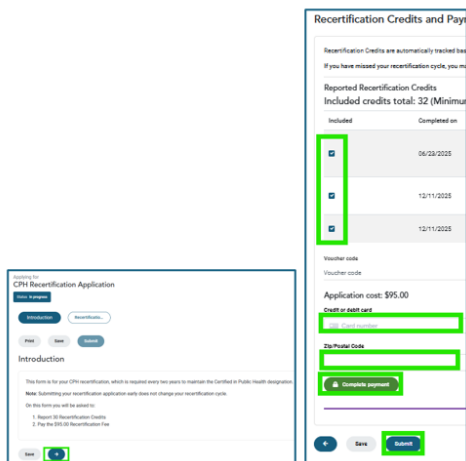 Applying for
CPH Recertification Application
Status: In progress
Introduction
Recertificatio...
Print
Save
Submit
Introduction
This form is for your CPH recertification, which is required every two years to maintain the Certified in Public Health designation.
Note: Submitting your recertification application early does not change your recertification cycle.
On this form you will be asked to:
1. Report 30 Recertification Credits
2. Pay the $95.00 Recertification Fee
Save
Recertification Credits and Payr
Recertification Credits are automatically tracked bas
If you have missed your recertification cycle, you ma
Reported Recertification Credits
Included credits total: 32 (Minimur
Included
Completed on
06/23/2025
12/11/2025
12/11/2025
Voucher code
Voucher code
Application cost: $95.00
Credit or debit card
Card number
Zip/Postal Code
Complete payment
Save
Submit